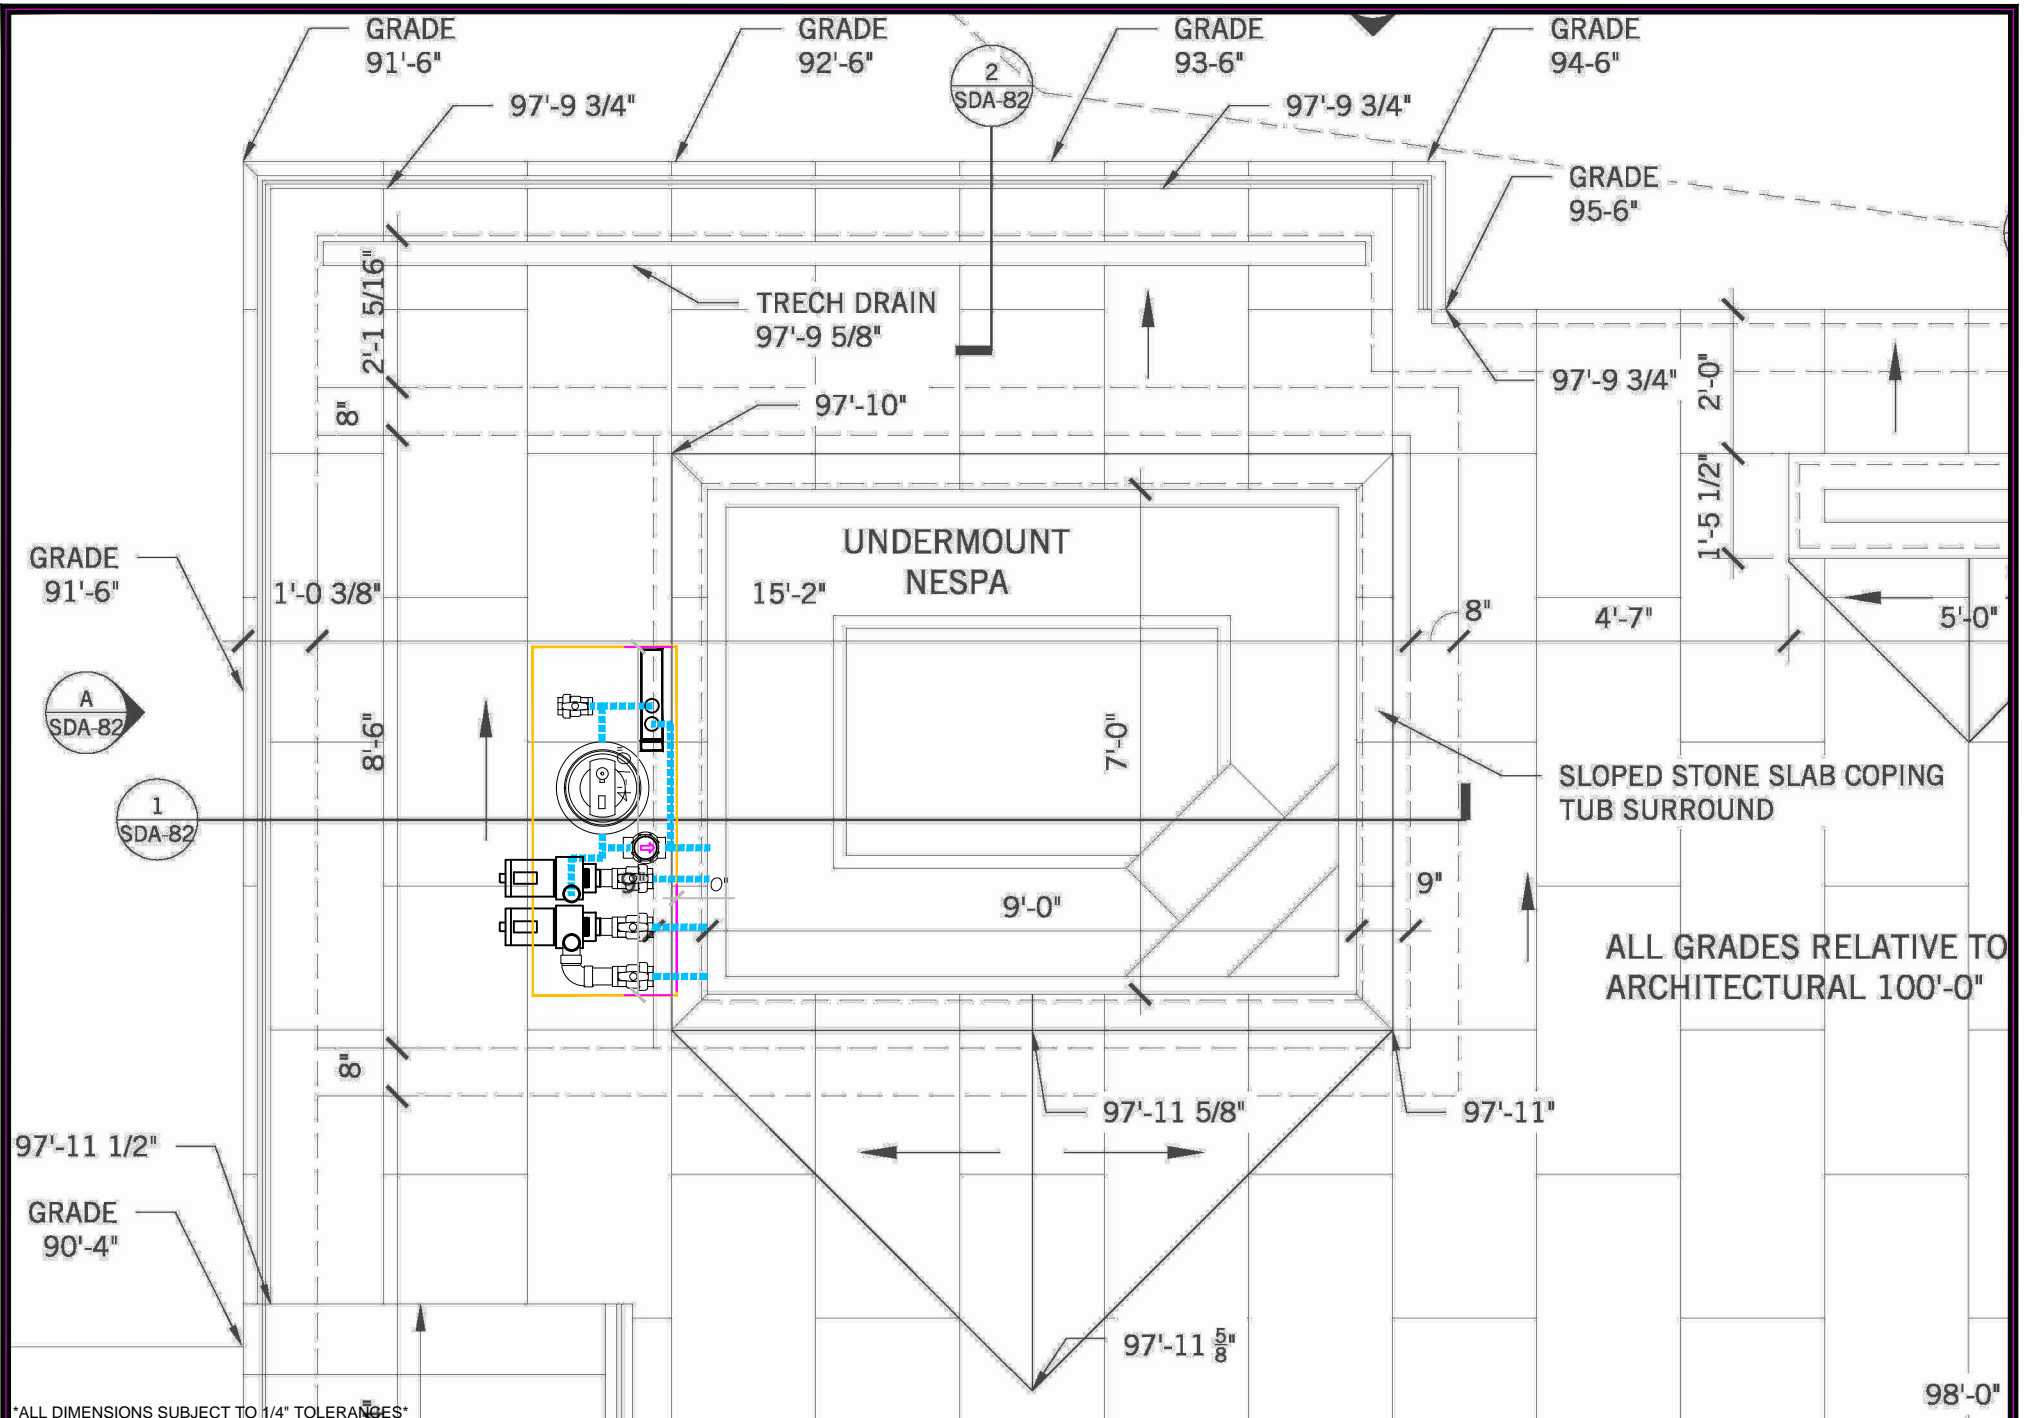 GRADE
91'-6"
GRADE
92'-6"
GRADE
93-6"
GRADE
94-6"
2
SDA-82
97'-9 3/4"
97'-9 3/4"
GRADE
95-6"
2'-1 5/16"
TRECH DRAIN
97'-9 5/8"
97'-9 3/4"
2'-0"
8"
97'-10"
1'-5 1/2"
UNDERMOUNT
NESPA
GRADE
91'-6"
1'-0 3/8"
15'-2"
8"
4'-7"
5'-0"
A
SDA-82
8'-6"
7'-0"
SLOPED STONE SLAB COPING
TUB SURROUND
1
SDA-82
9"
9'-0"
9"
ALL GRADES RELATIVE TO
ARCHITECTURAL 100'-0"
8"
97'-11 5/8"
97'-11"
97'-11 1/2"
GRADE
90'-4"
97'-11 5/8"
98'-0"
*ALL DIMENSIONS SUBJECT TO 1/4" TOLERANCES*